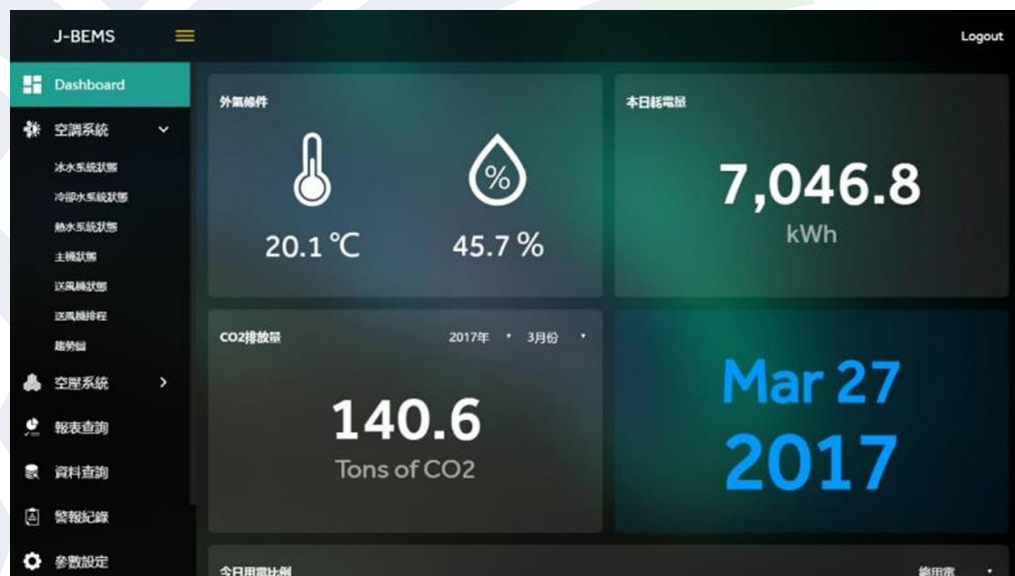 J-BEMS
Logout
Dashboard
空調系統
冰水系統狀態
冷卻水系統狀態
熱水系統狀態
主機狀態
送風機狀態
送風機排程
趨勢圖
空壓系統
報表查詢
資料查詢
警報紀錄
參數設定
外氣條件
%
20.1 ℃
45.7 %
本日耗電量
7,046.8
kWh
CO2排放量
2017年
3月份
140.6
Tons of CO2
Mar 27
2017
今日用電比例
總用電